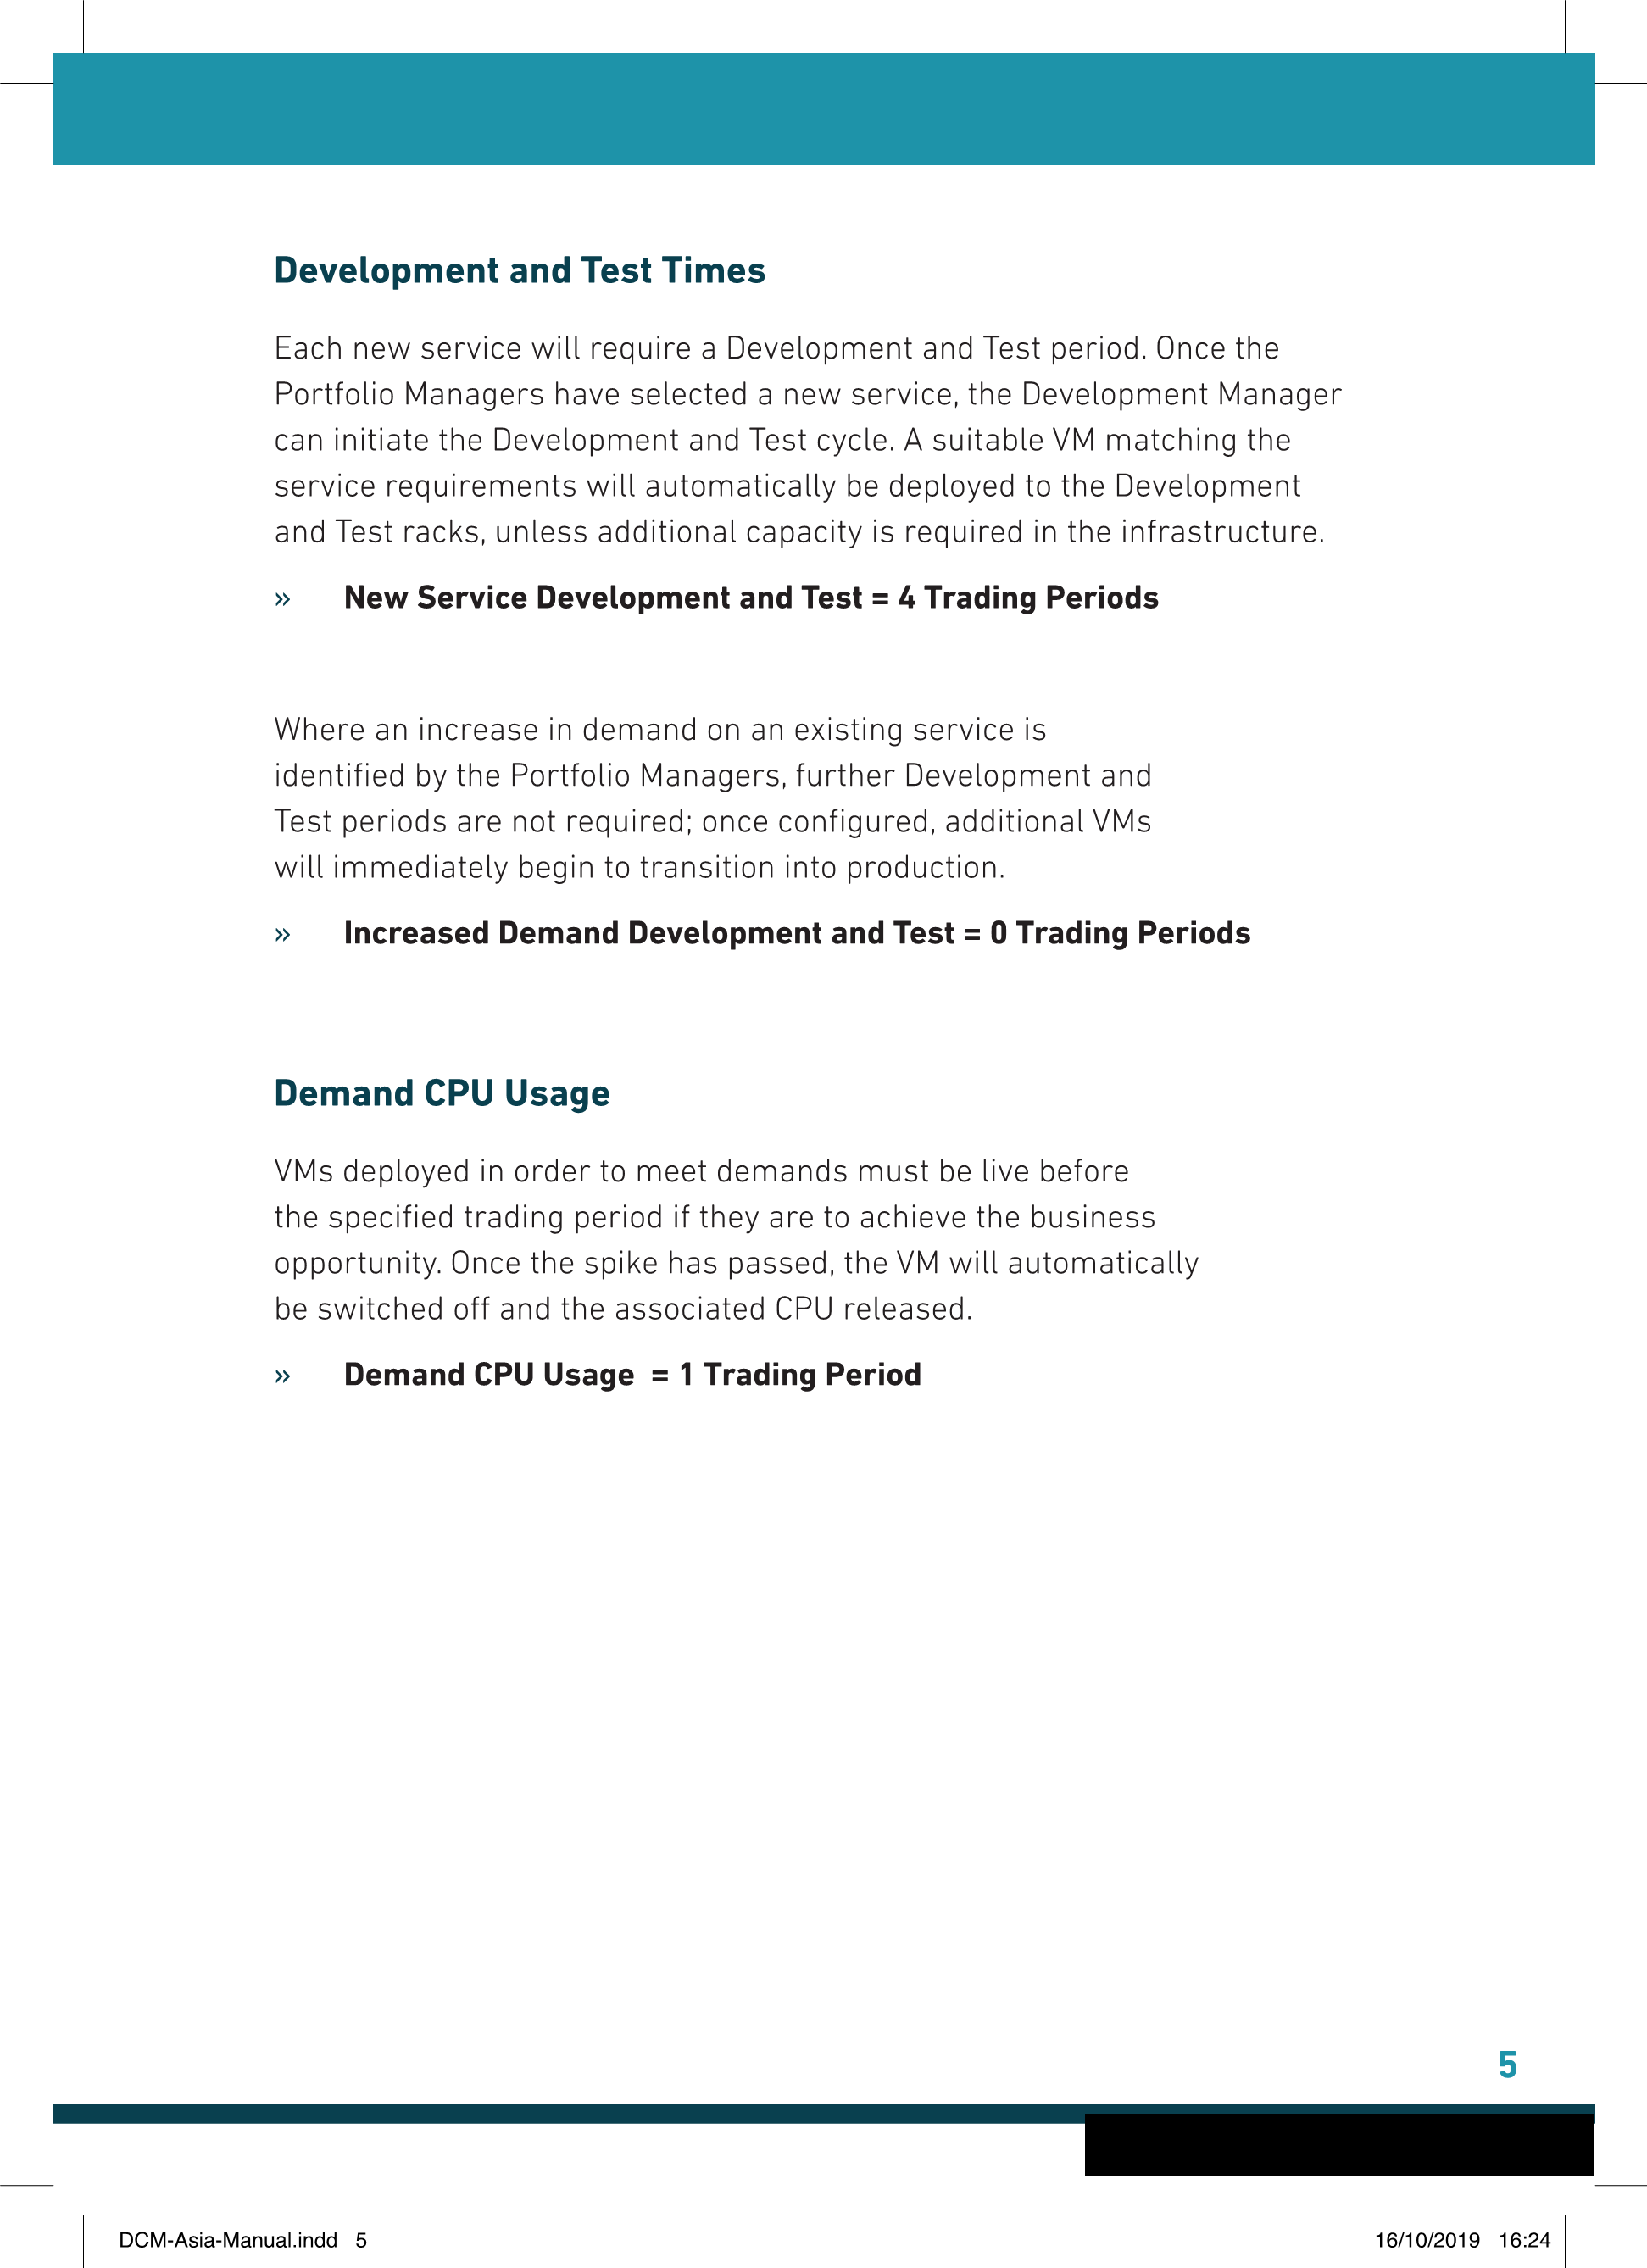 Development and Test Times
Each new service will require a Development and Test period. Once the
Portfolio Managers have selected a new service, the Development Manager
can initiate the Development and Test cycle. A suitable VM matching the
service requirements will automatically be deployed to the Development
and Test racks, unless additional capacity is required in the infrastructure.
» New Service Development and Test = 4 Trading Periods
Where an increase in demand on an existing service is
identified by the Portfolio Managers, further Development and
Test periods are not required; once configured, additional VMs
will immediately begin to transition into production.
» Increased Demand Development and Test = 0 Trading Periods
Demand CPU Usage
VMs deployed in order to meet demands must be live before
the specified trading period if they are to achieve the business
opportunity. Once the spike has passed, the VM will automatically
be switched off and the associated CPU released.
» Demand CPU Usage = 1 Trading Period
5
DCM-Asia-Manual.indd 5 16/10/2019 16:24